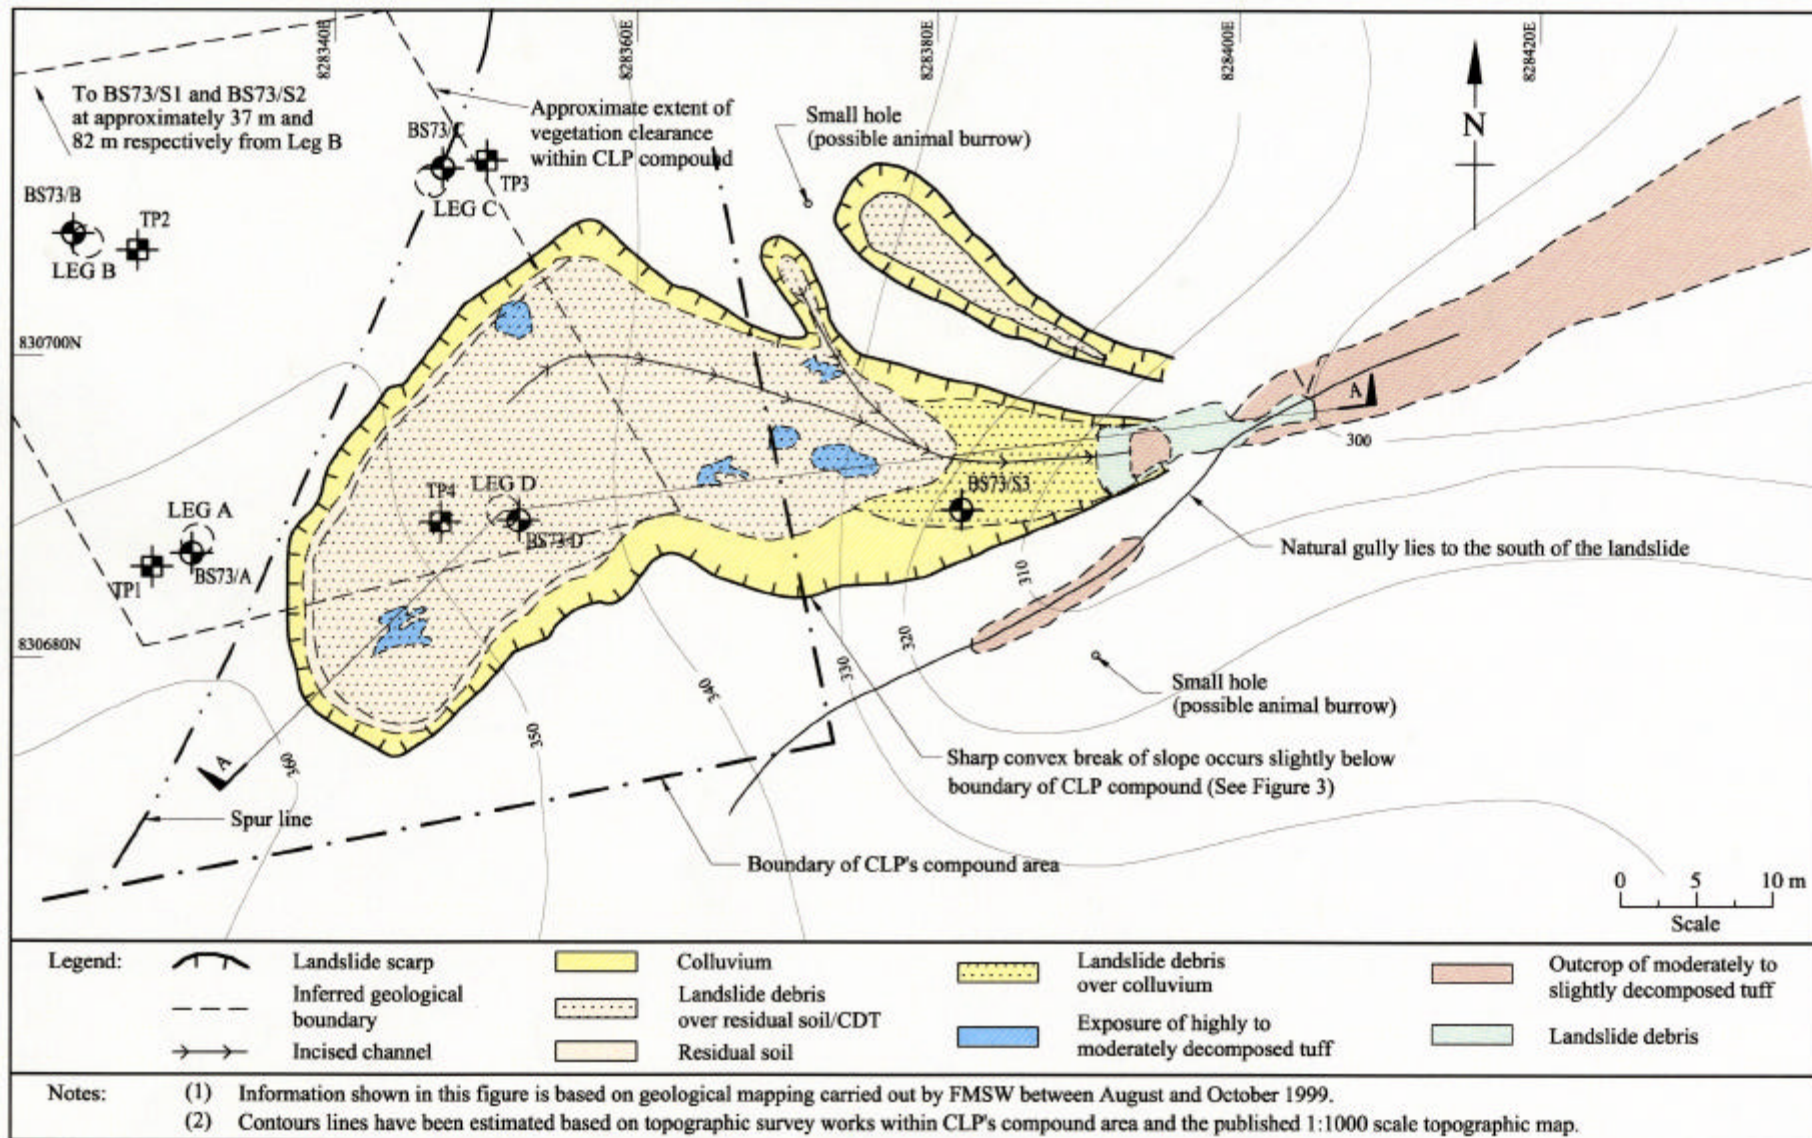 828340E
828360E
828380E
828400E
828420E
To BS73/S1 and BS73/S2
at approximately 37 m and
82 m respectively from Leg B
Approximate extent of
vegetation clearance
within CLP compound
Small hole
(possible animal burrow)
N
BS73/C
TP3
LEG C
BS73/B
TP2
LEG B
830700N
A
300
TP4
LEG D
BS73/D
BS73/S3
LEG A
TP1
BS73/A
Natural gully lies to the south of the landslide
310
320
330
340
350
360
830680N
Small hole
(possible animal burrow)
A
Sharp convex break of slope occurs slightly below
boundary of CLP compound (See Figure 3)
Spur line
Boundary of CLP's compound area
0 5 10 m
Scale
Legend:
Landslide scarp
Inferred geological
boundary
Incised channel
Colluvium
Landslide debris
over residual soil/CDT
Residual soil
Landslide debris
over colluvium
Exposure of highly to
moderately decomposed tuff
Outcrop of moderately to
slightly decomposed tuff
Landslide debris
Notes:
(1) Information shown in this figure is based on geological mapping carried out by FMSW between August and October 1999.
(2) Contours lines have been estimated based on topographic survey works within CLP's compound area and the published 1:1000 scale topographic map.